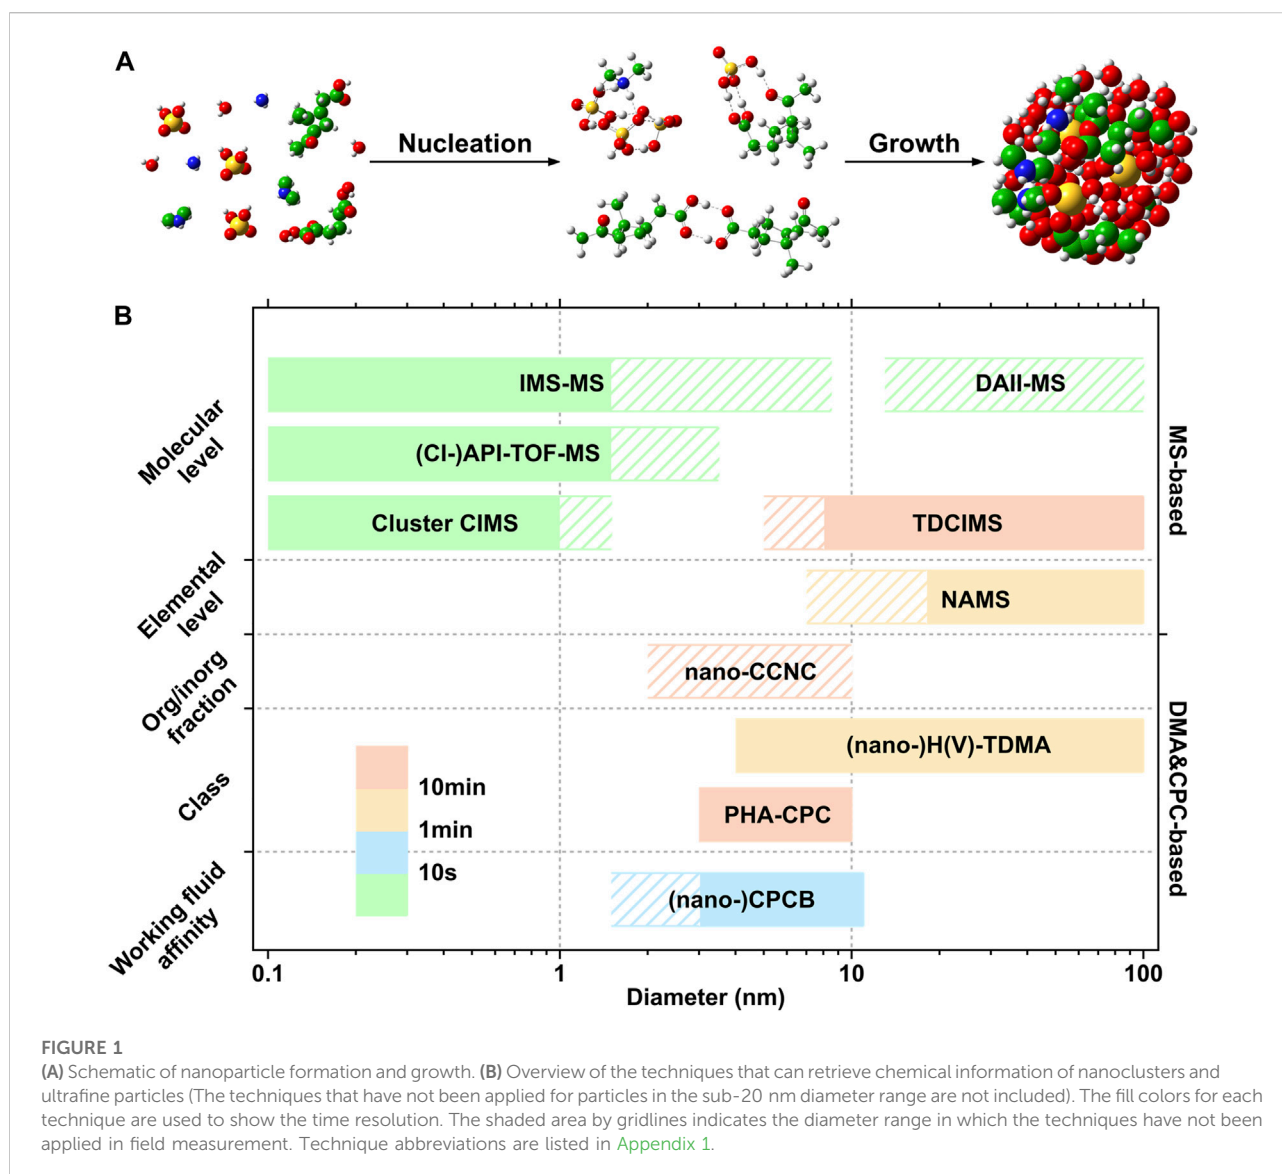 A
Nucleation
Growth
B
Molecular
level
IMS-MS
DAII-MS
(CI-)API-TOF-MS
Cluster CIMS
TDCIMS
MS-based
Elemental
level
NAMS
Org/inorg
fraction
nano-CCNC
Class
(nano-)H(V)-TDMA
PHA-CPC
10min
1min
10s
DMA&CPC-based
Working fluid
affinity
(nano-)CPCB
0.1
1
10
100
Diameter (nm)
FIGURE 1
(A) Schematic of nanoparticle formation and growth. (B) Overview of the techniques that can retrieve chemical information of nanoclusters and
ultrafine particles (The techniques that have not been applied for particles in the sub-20 nm diameter range are not included). The fill colors for each
technique are used to show the time resolution. The shaded area by gridlines indicates the diameter range in which the techniques have not been
applied in field measurement. Technique abbreviations are listed in Appendix 1.